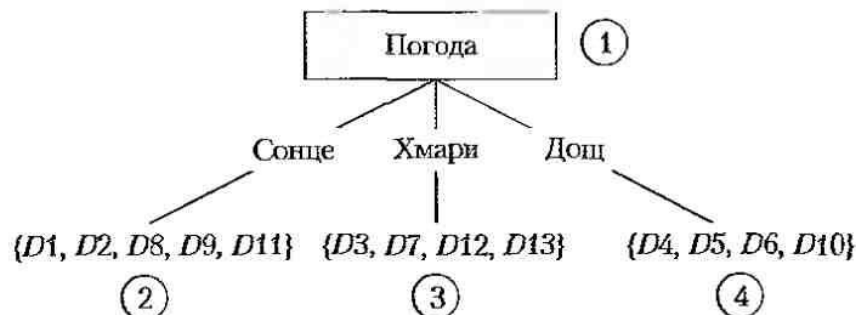 Погода
1
Сонце Хмари Дощ
{D1, D2, D8, D9, D11} {D3, D7, D12, D13} {D4, D5, D6, D10}
2 3 4